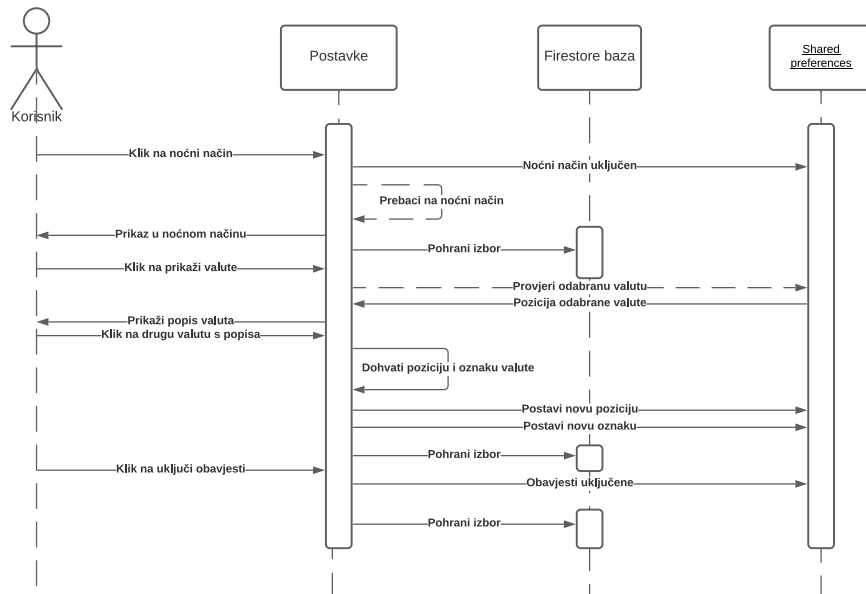 Korisnik
Postavke
Firestore baza
Shared
preferences
Klik na noćni način
Noćni način uključen
Prebaci na noćni način
Prikaz u noćnom načinu
Pohrani izbor
Klik na prikaži valute
Provjeri odabranu valutu
Pozicija odabrane valute
Prikaži popis valuta
Klik na drugu valutu s popisa
Dohvati poziciju i oznaku valute
Postavi novu poziciju
Postavi novu oznaku
Pohrani izbor
Klik na uključi obavjesti
Obavjesti uključene
Pohrani izbor